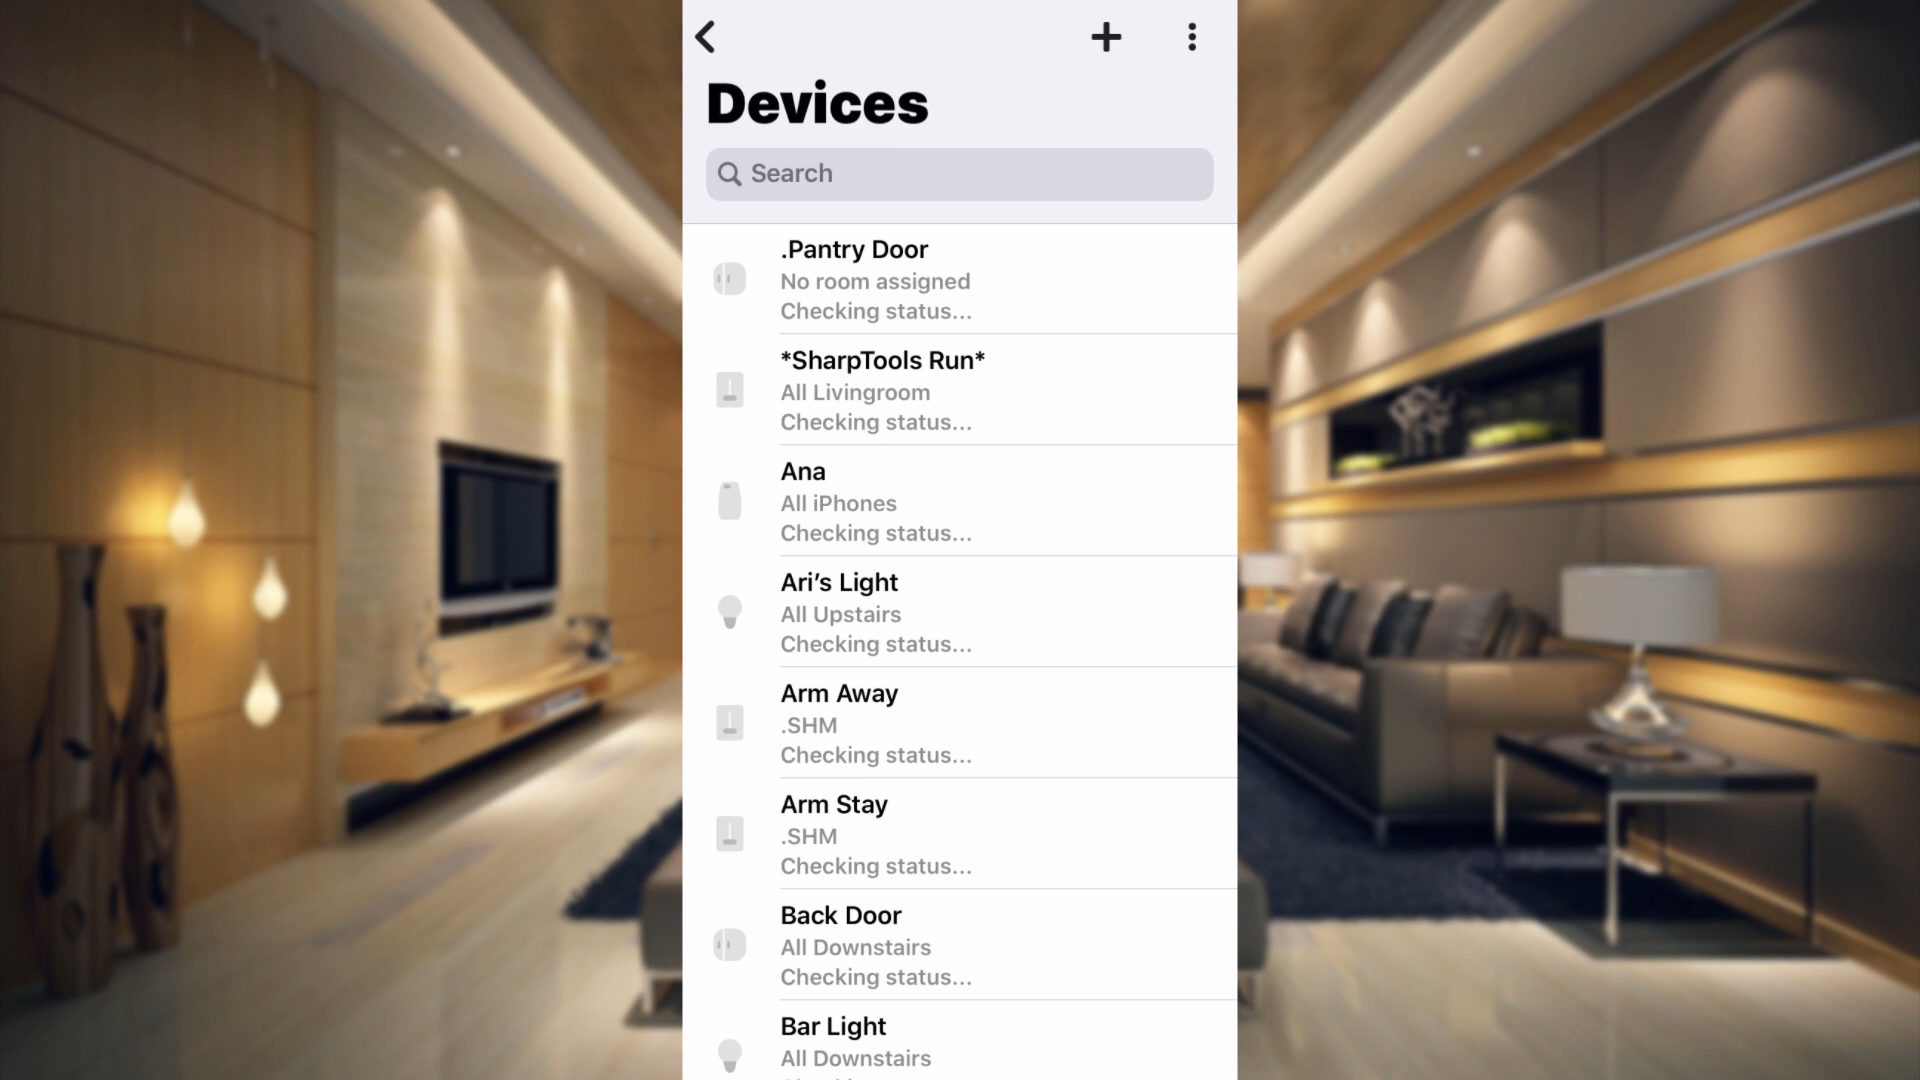 Devices
Search
.Pantry Door
No room assigned
Checking status...
*SharpTools Run*
All Livingroom
Checking status...
Ana
All iPhones
Checking status...
Ari’s Light
All Upstairs
Checking status...
Arm Away
.SHM
Checking status...
Arm Stay
.SHM
Checking status...
Back Door
All Downstairs
Checking status...
Bar Light
All Downstairs